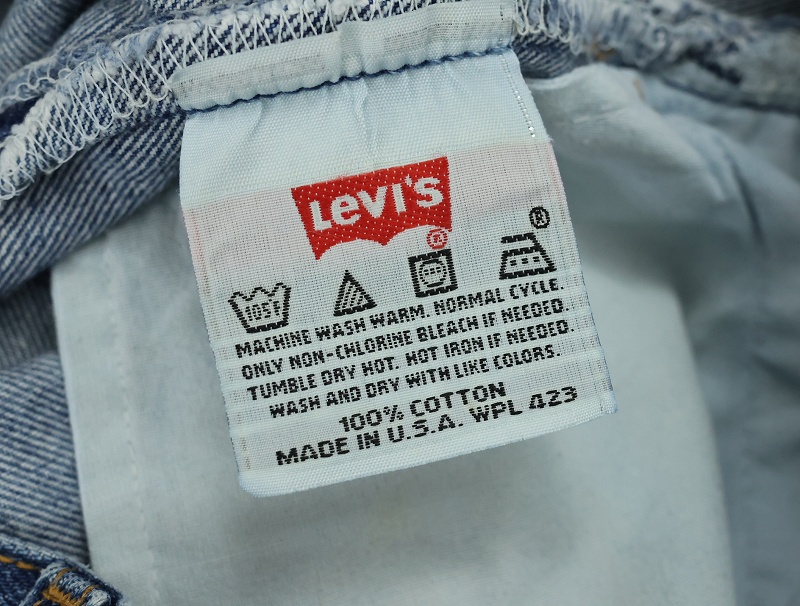 LEVI'S
®
®
105F
MACHINE WASH WARM. NORMAL CYCLE.
ONLY NON-CHLORINE BLEACH IF NEEDED.
TUMBLE DRY HOT. HOT IRON IF NEEDED.
WASH AND DRY WITH LIKE COLORS.
100% COTTON
MADE IN U.S.A. WPL 423